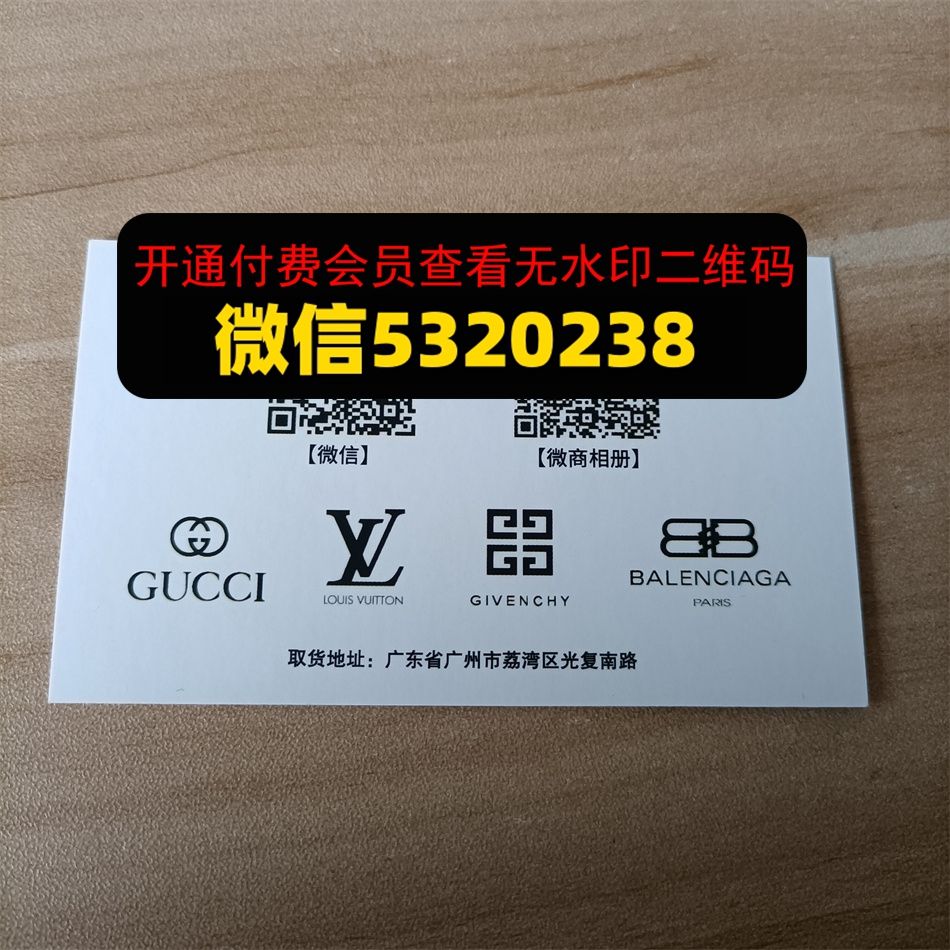 开通付费会员查看无水印二维码
微信5320238
【微信】
【微商相册】
GUCCI
LOUIS VUITTON
GIVENCHY
BALENCIAGA
PARIS
取货地址：广东省广州市荔湾区光复南路